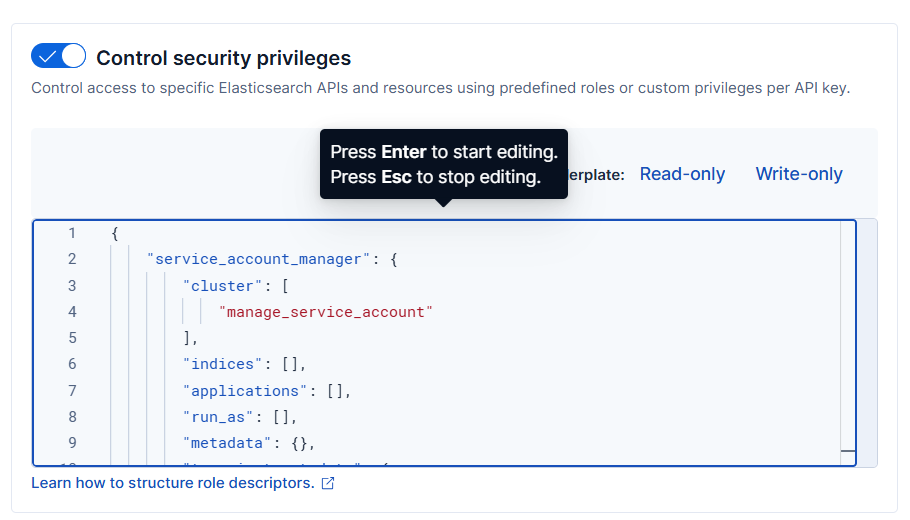 Control security privileges
Control access to specific Elasticsearch APIs and resources using predefined roles or custom privileges per API key.
Press Enter to start editing.
Press Esc to stop editing.
erplate: Read-only Write-only
1 {
2 "service_account_manager": {
3 "cluster": [
4 "manage_service_account"
5 ],
6 "indices": [],
7 "applications": [],
8 "run_as": [],
9 "metadata": {},
Learn how to structure role descriptors.